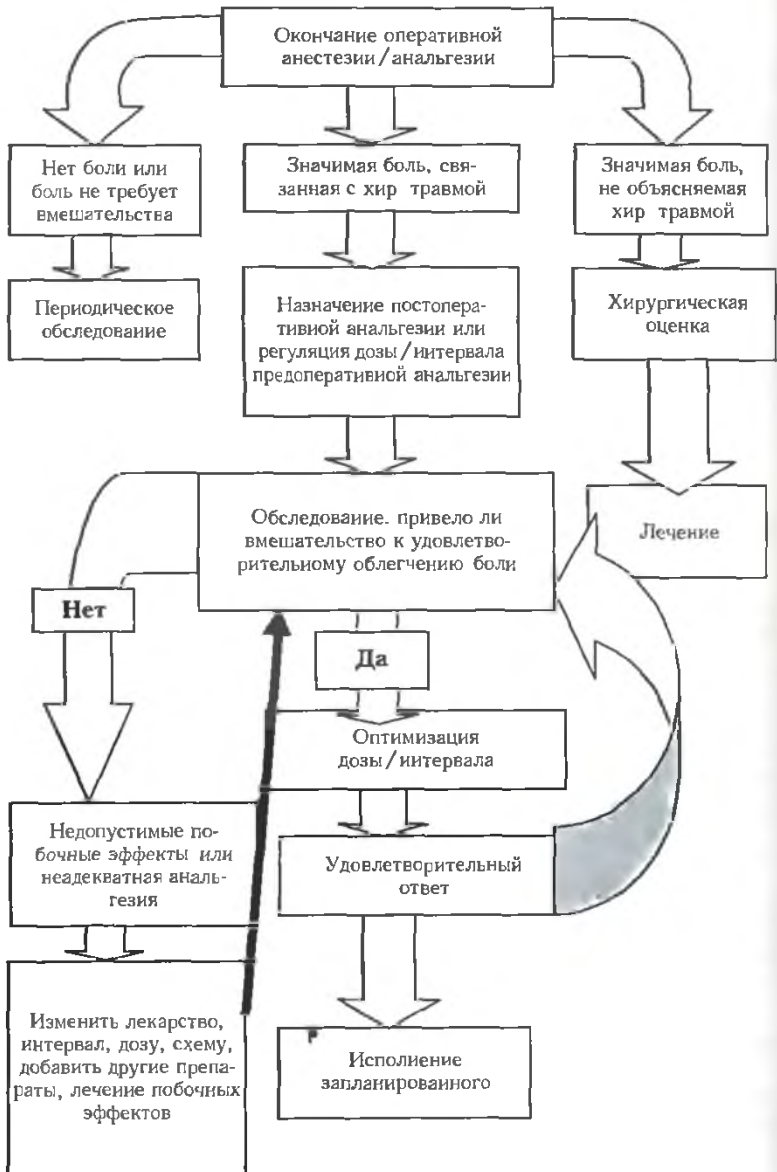 Окончание оперативной
анестезии/анальгезии
Нет боли или
боль не требует
вмешательства
Значимая боль, свя-
занная с хир травмой
Значимая боль,
не объясняемая
хир травмой
Периодическое
обследование
Назначение постопера-
тивной анальгезии или
регуляция дозы/интервала
предоперативной анальгезии
Хирургическая
оценка
Обследование. привело ли
вмешательство к удовлетво-
рительному облегчению боли
Лечение
Нет
Да
Оптимизация
дозы/интервала
Недопустимые по-
бочные эффекты или
неадекватная аналь-
гезия
Удовлетворительный
ответ
Изменить лекарство,
интервал, дозу, схему,
добавить другие препа-
раты, лечение побочных
эффектов
Исполнение
запланированного